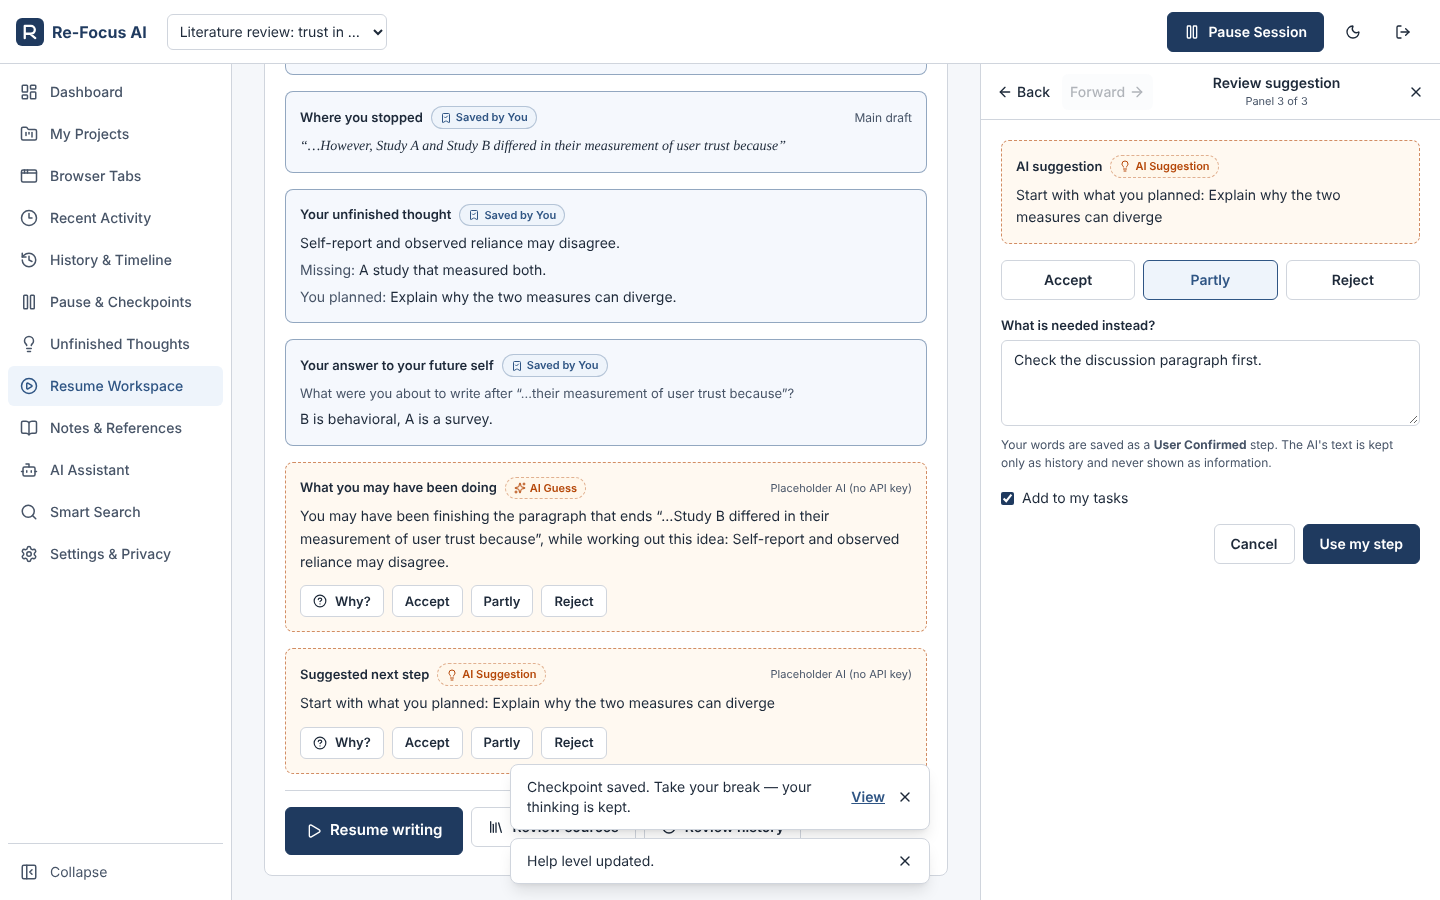 Re-Focus AI
Literature review: trust in ...
Pause Session
Dashboard
My Projects
Browser Tabs
Recent Activity
History & Timeline
Pause & Checkpoints
Unfinished Thoughts
Resume Workspace
Notes & References
AI Assistant
Smart Search
Settings & Privacy
Collapse
Where you stopped
Saved by You
Main draft
“…However, Study A and Study B differed in their measurement of user trust because”
Your unfinished thought
Saved by You
Self-report and observed reliance may disagree.
Missing: A study that measured both.
You planned: Explain why the two measures can diverge.
Your answer to your future self
Saved by You
What were you about to write after “…their measurement of user trust because”?
B is behavioral, A is a survey.
What you may have been doing
AI Guess
Placeholder AI (no API key)
You may have been finishing the paragraph that ends “…Study B differed in their
measurement of user trust because”, while working out this idea: Self-report and observed
reliance may disagree.
Why?
Accept
Partly
Reject
Suggested next step
AI Suggestion
Placeholder AI (no API key)
Start with what you planned: Explain why the two measures can diverge
Why?
Accept
Partly
Reject
Resume writing
Review sources
Review history
Checkpoint saved. Take your break — your
thinking is kept.
View
Help level updated.
Back
Forward
Review suggestion
Panel 3 of 3
AI suggestion
AI Suggestion
Start with what you planned: Explain why the two
measures can diverge
Accept
Partly
Reject
What is needed instead?
Check the discussion paragraph first.
Your words are saved as a User Confirmed step. The AI's text is kept
only as history and never shown as information.
Add to my tasks
Cancel
Use my step